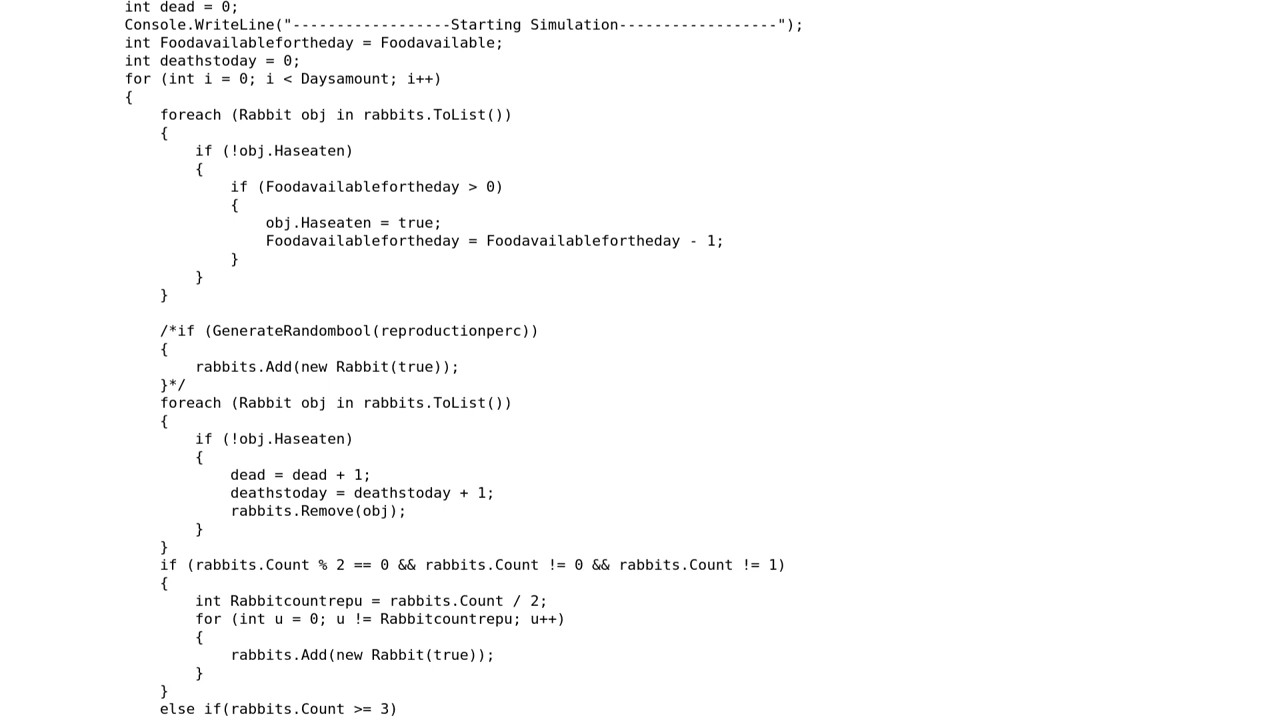 int dead = 0;
Console.WriteLine("------------------Starting Simulation------------------");
int Foodavailablefortheday = Foodavailable;
int deathstoday = 0;
for (int i = 0; i < Daysamount; i++)
{
    foreach (Rabbit obj in rabbits.ToList())
    {
        if (!obj.Haseaten)
        {
            if (Foodavailablefortheday > 0)
            {
                obj.Haseaten = true;
                Foodavailablefortheday = Foodavailablefortheday - 1;
            }
        }
    }

    /*if (GenerateRandombool(reproductionperc))
    {
        rabbits.Add(new Rabbit(true));
    }*/
    foreach (Rabbit obj in rabbits.ToList())
    {
        if (!obj.Haseaten)
        {
            dead = dead + 1;
            deathstoday = deathstoday + 1;
            rabbits.Remove(obj);
        }
    }
    if (rabbits.Count % 2 == 0 && rabbits.Count != 0 && rabbits.Count != 1)
    {
        int Rabbitcountrepu = rabbits.Count / 2;
        for (int u = 0; u != Rabbitcountrepu; u++)
        {
            rabbits.Add(new Rabbit(true));
        }
    }
    else if(rabbits.Count >= 3)